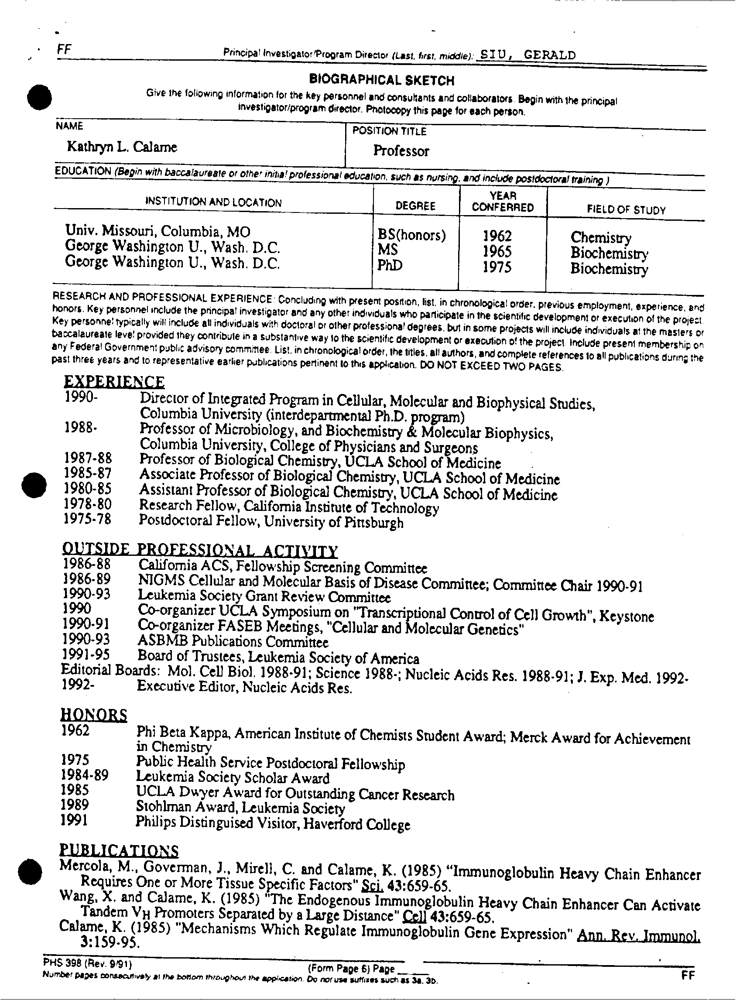 FF
Principal Investigator/Program Director (Last, first, middle): SIU, GERALD
BIOGRAPHICAL SKETCH
Give the following information for the key personnel and consultants and collaborators. Begin with the principal
investigator/program director. Photocopy this page for each person.
NAME
POSITION TITLE
Kathryn L. Calame
Professor
EDUCATION (Begin with baccalaureate or other initial professional education, such as nursing, and include postdoctoral training.)
INSTITUTION AND LOCATION DEGREE YEAR CONFERRED FIELD OF STUDY
Univ. Missouri, Columbia, MO BS(honors) 1962 Chemistry
George Washington U., Wash. D.C. MS 1965 Biochemistry
George Washington U., Wash. D.C. PhD 1975 Biochemistry
RESEARCH AND PROFESSIONAL EXPERIENCE: Concluding with present position, list, in chronological order, previous employment, experience, and
honors. Key personnel include the principal investigator and any other individuals who participate in the scientific development or execution of the project.
Key personnel typically will include all individuals with doctoral or other professional degrees, but in some projects will include individuals at the masters or
baccalaureate level provided they contribute in a substantive way to the scientific development or execution of the project. Include present membership on
any Federal Government public advisory committee. List, in chronological order, the titles, all authors, and complete references to all publications during the
past three years and to representative earlier publications pertinent to this application. DO NOT EXCEED TWO PAGES.
EXPERIENCE
1990- Director of Integrated Program in Cellular, Molecular and Biophysical Studies,
Columbia University (interdepartmental Ph.D. program)
1988- Professor of Microbiology, and Biochemistry & Molecular Biophysics,
Columbia University, College of Physicians and Surgeons
1987-88 Professor of Biological Chemistry, UCLA School of Medicine
1985-87 Associate Professor of Biological Chemistry, UCLA School of Medicine
1980-85 Assistant Professor of Biological Chemistry, UCLA School of Medicine
1978-80 Research Fellow, California Institute of Technology
1975-78 Postdoctoral Fellow, University of Pittsburgh
OUTSIDE PROFESSIONAL ACTIVITY
1986-88 California ACS, Fellowship Screening Committee
1986-89 NIGMS Cellular and Molecular Basis of Disease Committee; Committee Chair 1990-91
1990-93 Leukemia Society Grant Review Committee
1990 Co-organizer UCLA Symposium on "Transcriptional Control of Cell Growth", Keystone
1990-91 Co-organizer FASEB Meetings, "Cellular and Molecular Genetics"
1990-93 ASBMB Publications Committee
1991-95 Board of Trustees, Leukemia Society of America
Editorial Boards: Mol. Cell Biol. 1988-91; Science 1988-; Nucleic Acids Res. 1988-91; J. Exp. Med. 1992-
1992- Executive Editor, Nucleic Acids Res.
HONORS
1962 Phi Beta Kappa, American Institute of Chemists Student Award; Merck Award for Achievement
in Chemistry
1975 Public Health Service Postdoctoral Fellowship
1984-89 Leukemia Society Scholar Award
1985 UCLA Dwyer Award for Outstanding Cancer Research
1989 Stohlman Award, Leukemia Society
1991 Philips Distinguised Visitor, Haverford College
PUBLICATIONS
Mercola, M., Goverman, J., Mirell, C. and Calame, K. (1985) "Immunoglobulin Heavy Chain Enhancer
Requires One or More Tissue Specific Factors" Sci. 43:659-65.
Wang, X. and Calame, K. (1985) "The Endogenous Immunoglobulin Heavy Chain Enhancer Can Activate
Tandem VH Promoters Separated by a Large Distance" Cell 43:659-65.
Calame, K. (1985) "Mechanisms Which Regulate Immunoglobulin Gene Expression" Ann. Rev. Immunol.
3:159-95.
PHS 398 (Rev. 9/91) (Form Page 6) Page FF
Number pages consecutively at the bottom throughout the application. Do not use suffixes such as 3a, 3b.